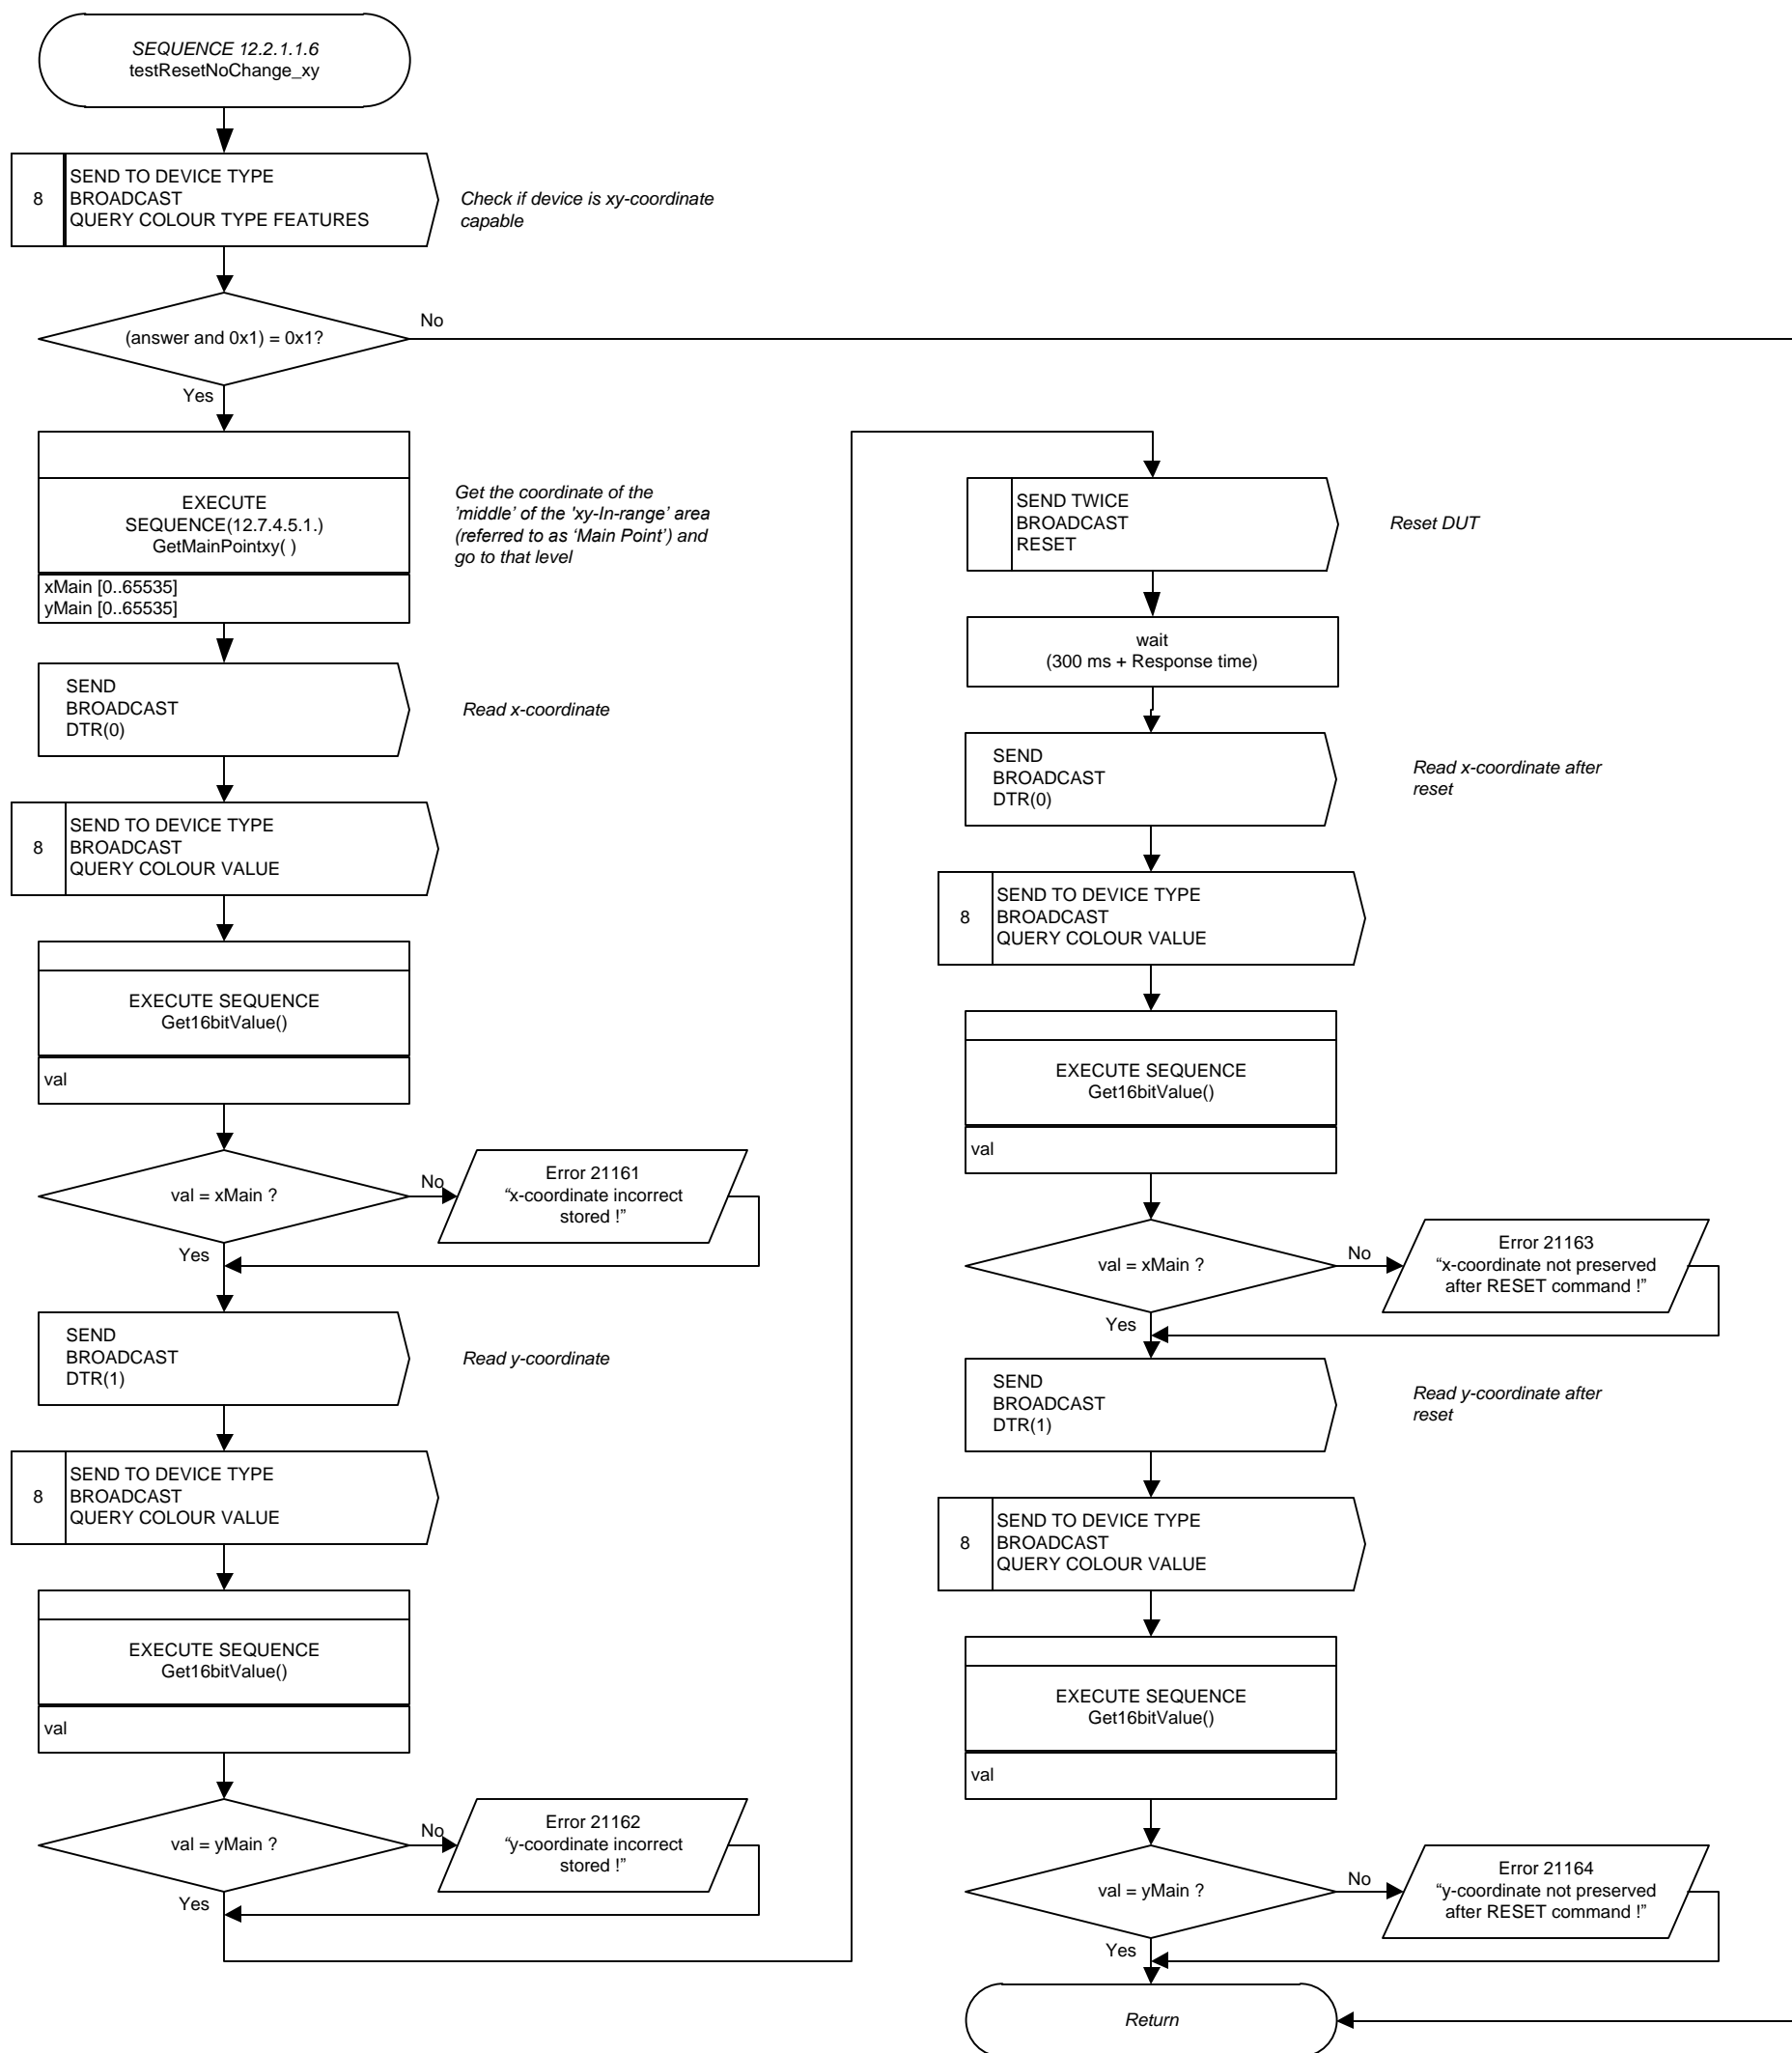 SEQUENCE 12.2.1.1.6
testResetNoChange_xy
8
SEND TO DEVICE TYPE
BROADCAST
QUERY COLOUR TYPE FEATURES
Check if device is xy-coordinate
capable
(answer and 0x1) = 0x1?
No
Yes
EXECUTE
SEQUENCE(12.7.4.5.1.)
GetMainPointxy( )
xMain [0..65535]
yMain [0..65535]
Get the coordinate of the
’middle’ of the 'xy-In-range’ area
(referred to as ‘Main Point’) and
go to that level
SEND
BROADCAST
DTR(0)
Read x-coordinate
8
SEND TO DEVICE TYPE
BROADCAST
QUERY COLOUR VALUE
EXECUTE SEQUENCE
Get16bitValue()
val
val = xMain ?
No
Error 21161
“x-coordinate incorrect
stored !”
Yes
SEND
BROADCAST
DTR(1)
Read y-coordinate
8
SEND TO DEVICE TYPE
BROADCAST
QUERY COLOUR VALUE
EXECUTE SEQUENCE
Get16bitValue()
val
val = yMain ?
No
Error 21162
“y-coordinate incorrect
stored !”
Yes
SEND TWICE
BROADCAST
RESET
Reset DUT
wait
(300 ms + Response time)
SEND
BROADCAST
DTR(0)
Read x-coordinate after
reset
8
SEND TO DEVICE TYPE
BROADCAST
QUERY COLOUR VALUE
EXECUTE SEQUENCE
Get16bitValue()
val
val = xMain ?
No
Error 21163
“x-coordinate not preserved
after RESET command !”
Yes
SEND
BROADCAST
DTR(1)
Read y-coordinate after
reset
8
SEND TO DEVICE TYPE
BROADCAST
QUERY COLOUR VALUE
EXECUTE SEQUENCE
Get16bitValue()
val
val = yMain ?
No
Error 21164
“y-coordinate not preserved
after RESET command !”
Yes
Return